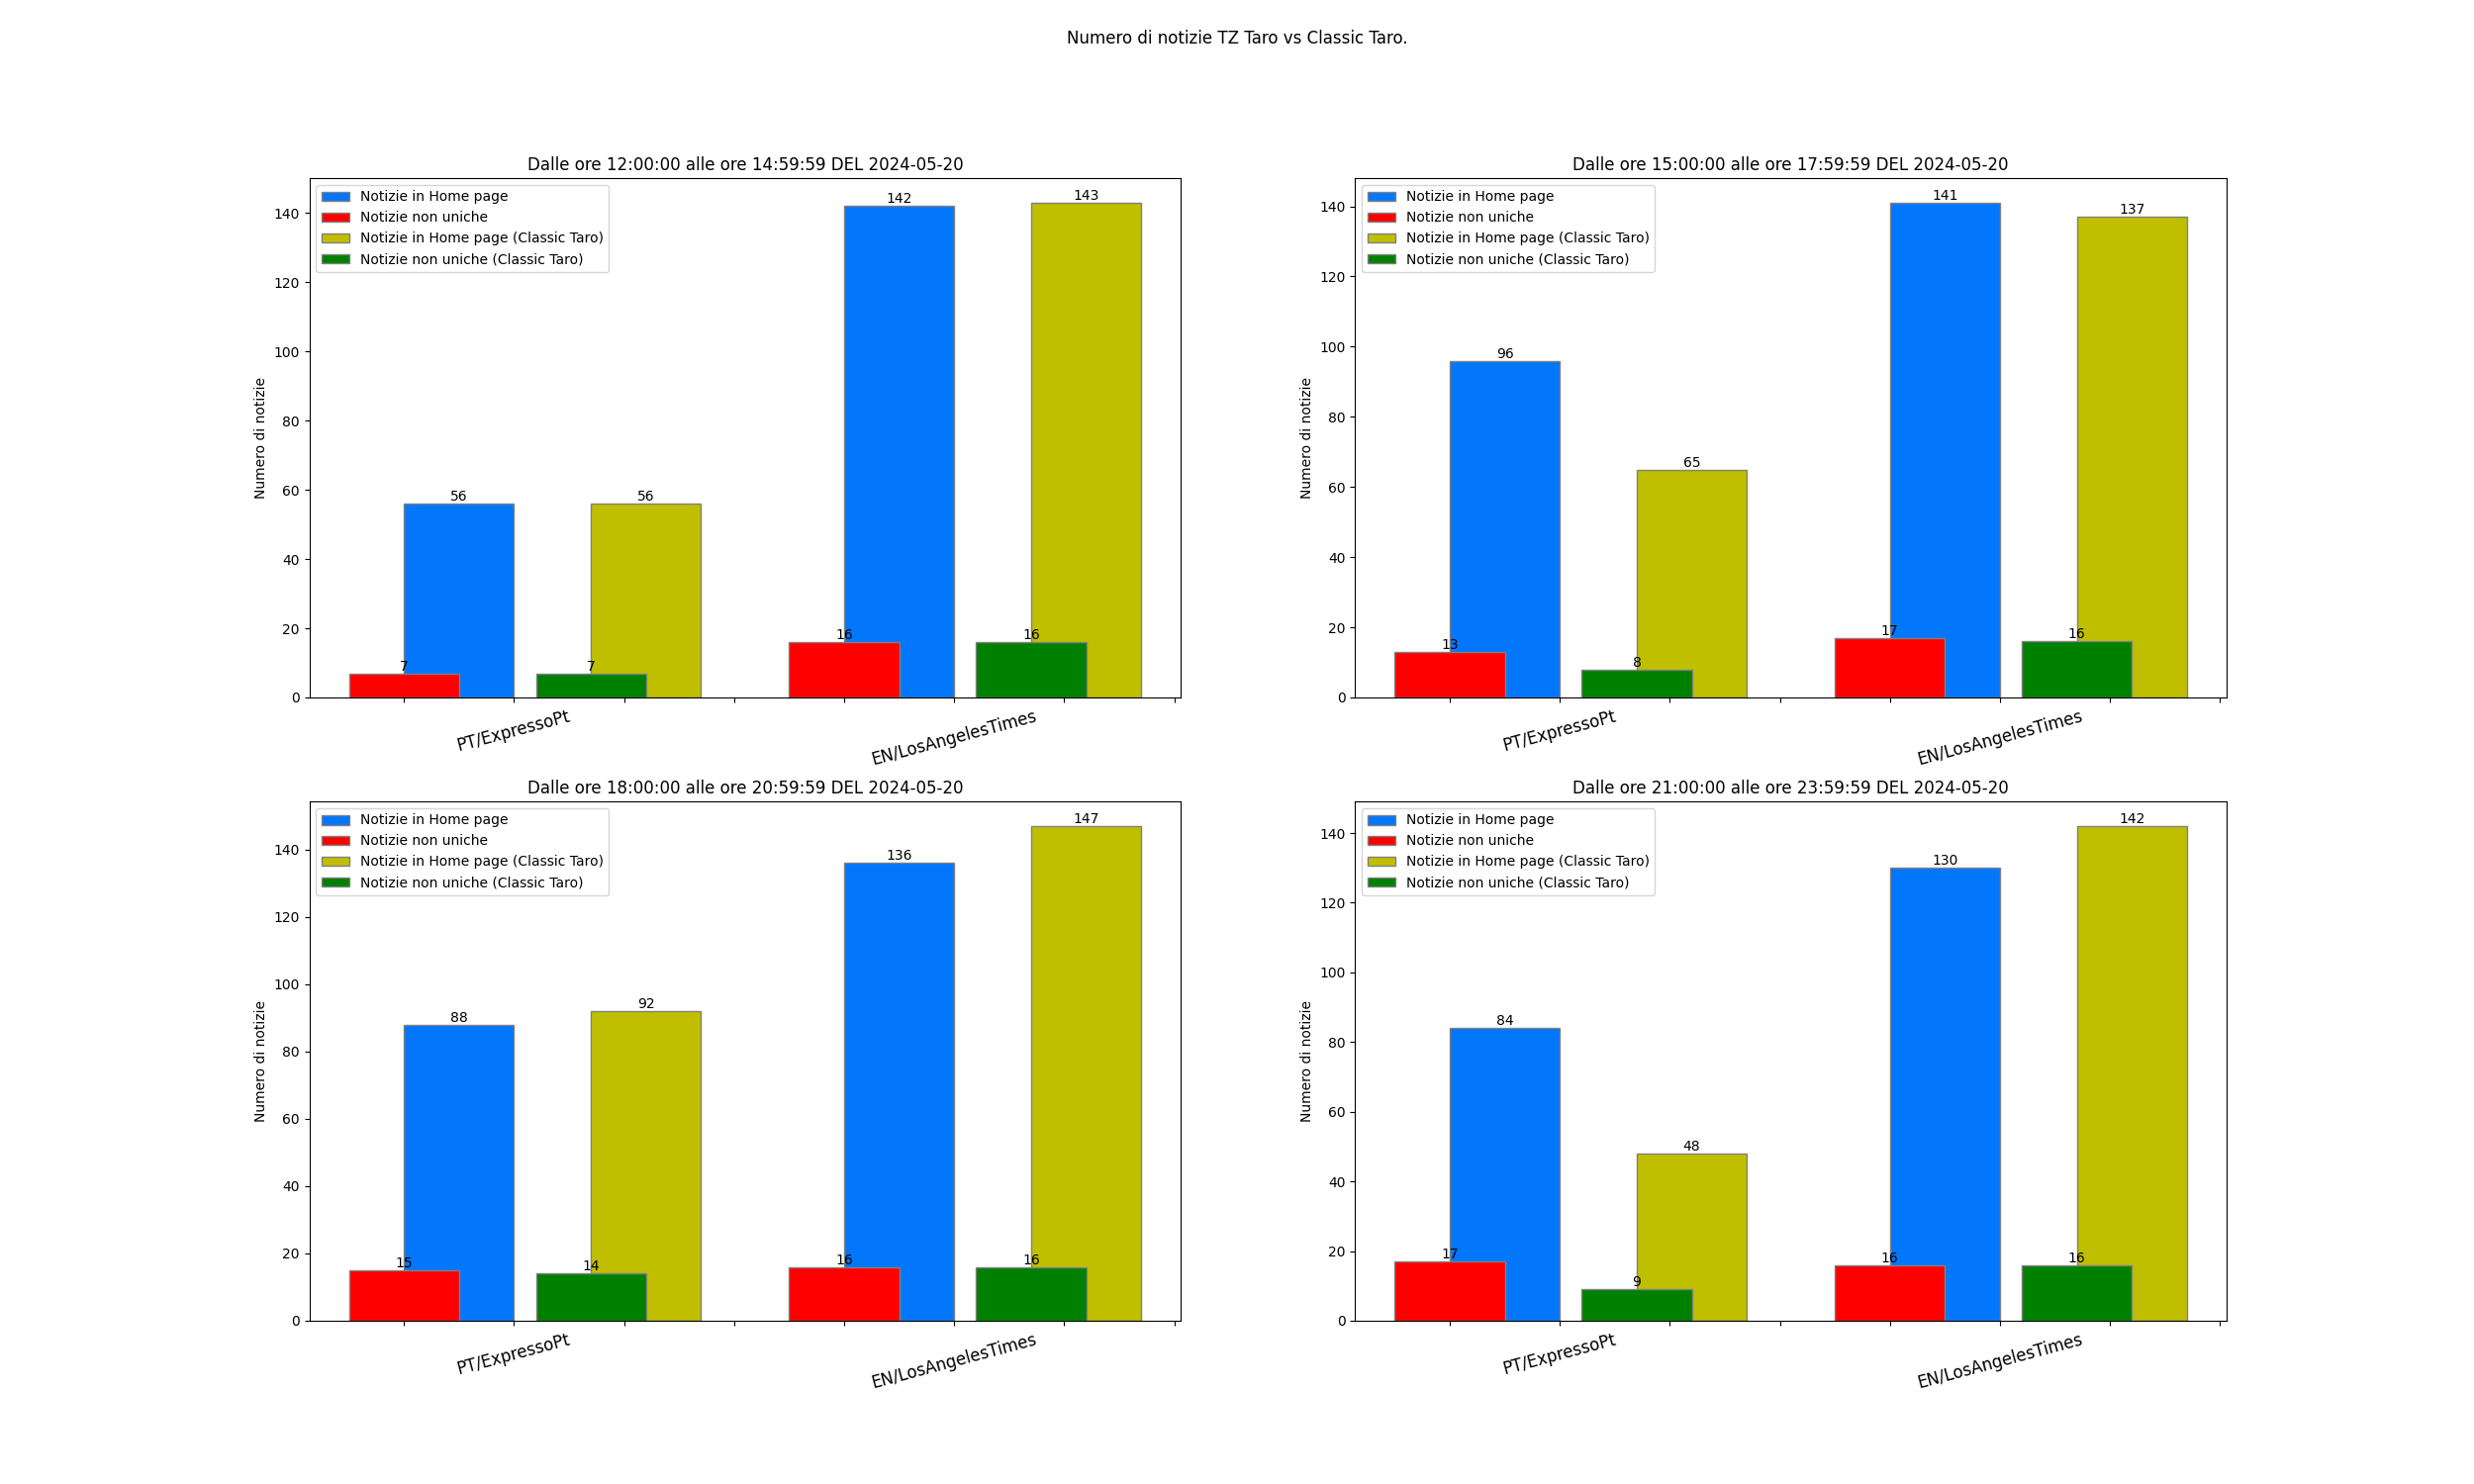 Numero di notizie TZ Taro vs Classic Taro.
Dalle ore 12:00:00 alle ore 14:59:59 DEL 2024-05-20
Notizie in Home page
Notizie non uniche
Notizie in Home page (Classic Taro)
Notizie non uniche (Classic Taro)
Numero di notizie
140
120
100
80
60
40
20
0
7
56
7
56
16
142
16
143
PT/ExpressoPt
EN/LosAngelesTimes
Dalle ore 15:00:00 alle ore 17:59:59 DEL 2024-05-20
Notizie in Home page
Notizie non uniche
Notizie in Home page (Classic Taro)
Notizie non uniche (Classic Taro)
Numero di notizie
140
120
100
80
60
40
20
0
13
96
8
65
17
141
16
137
PT/ExpressoPt
EN/LosAngelesTimes
Dalle ore 18:00:00 alle ore 20:59:59 DEL 2024-05-20
Notizie in Home page
Notizie non uniche
Notizie in Home page (Classic Taro)
Notizie non uniche (Classic Taro)
Numero di notizie
140
120
100
80
60
40
20
0
15
88
14
92
16
136
16
147
PT/ExpressoPt
EN/LosAngelesTimes
Dalle ore 21:00:00 alle ore 23:59:59 DEL 2024-05-20
Notizie in Home page
Notizie non uniche
Notizie in Home page (Classic Taro)
Notizie non uniche (Classic Taro)
Numero di notizie
140
120
100
80
60
40
20
0
17
84
9
48
16
130
16
142
PT/ExpressoPt
EN/LosAngelesTimes